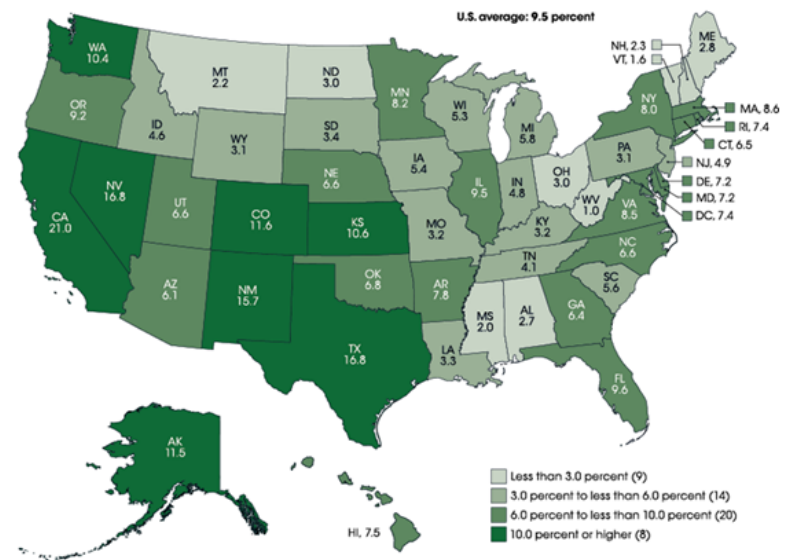 U.S. average: 9.5 percent
WA
10.4
OR
9.2
CA
21.0
NV
16.8
ID
4.6
MT
2.2
WY
3.1
UT
6.6
AZ
6.1
CO
11.6
NM
15.7
ND
3.0
SD
3.4
NE
6.6
KS
10.6
OK
6.8
TX
16.8
MN
8.2
IA
5.4
MO
3.2
AR
7.8
LA
3.3
WI
5.3
IL
9.5
MI
5.8
IN
4.8
OH
3.0
KY
3.2
TN
4.1
MS
2.0
AL
2.7
GA
6.4
FL
9.6
SC
5.6
NC
6.6
VA
8.5
WV
1.0
PA
3.1
NY
8.0
ME
2.8
NH, 2.3
VT, 1.6
MA, 8.6
RI, 7.4
CT, 6.5
NJ, 4.9
DE, 7.2
MD, 7.2
DC, 7.4
AK
11.5
HI, 7.5
Less than 3.0 percent (9)
3.0 percent to less than 6.0 percent (14)
6.0 percent to less than 10.0 percent (20)
10.0 percent or higher (8)